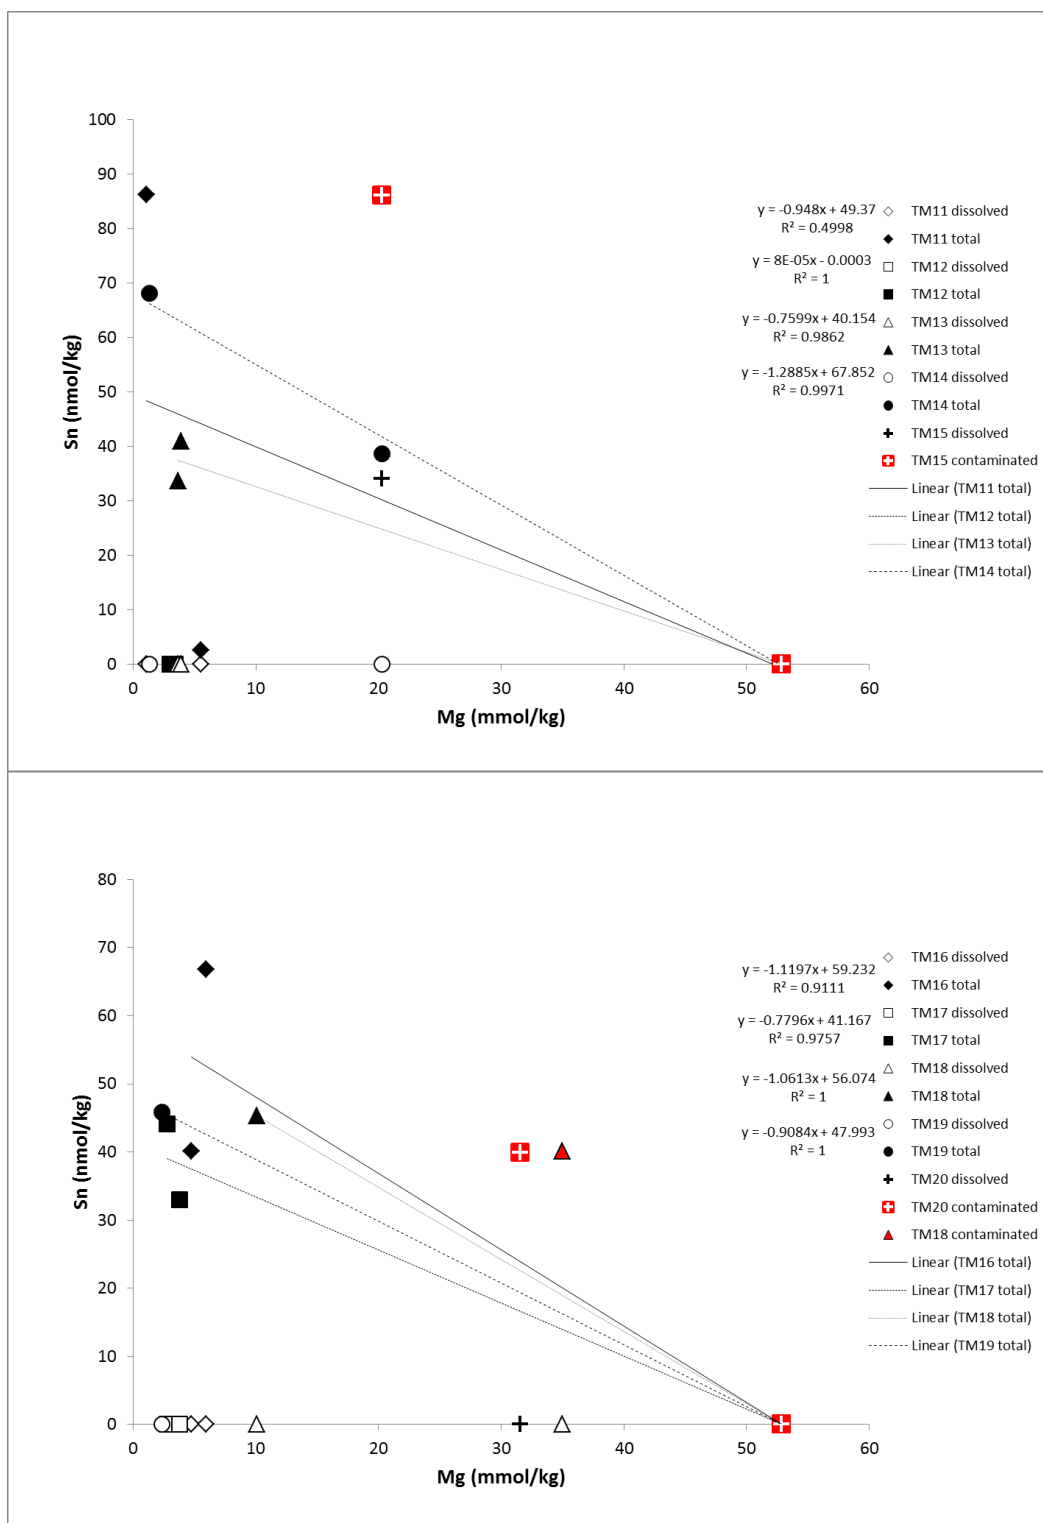 100
90
80
70
60
50
40
30
20
10
0
Sn (nmol/kg)
0 10 20 30 40 50 60
Mg (mmol/kg)
y = -0.948x + 49.37
R² = 0.4998
y = 8E-05x - 0.0003
R² = 1
y = -0.7599x + 40.154
R² = 0.9862
y = -1.2885x + 67.852
R² = 0.9971
TM11 dissolved
TM11 total
TM12 dissolved
TM12 total
TM13 dissolved
TM13 total
TM14 dissolved
TM14 total
TM15 dissolved
TM15 contaminated
Linear (TM11 total)
Linear (TM12 total)
Linear (TM13 total)
Linear (TM14 total)
80
70
60
50
40
30
20
10
0
Sn (nmol/kg)
0 10 20 30 40 50 60
Mg (mmol/kg)
y = -1.1197x + 59.232
R² = 0.9111
y = -0.7796x + 41.167
R² = 0.9757
y = -1.0613x + 56.074
R² = 1
y = -0.9084x + 47.993
R² = 1
TM16 dissolved
TM16 total
TM17 dissolved
TM17 total
TM18 dissolved
TM18 total
TM19 dissolved
TM19 total
TM20 dissolved
TM20 contaminated
TM18 contaminated
Linear (TM16 total)
Linear (TM17 total)
Linear (TM18 total)
Linear (TM19 total)